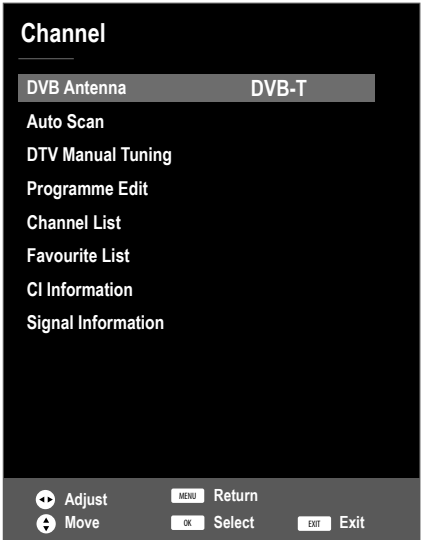 Channel
DVB Antenna DVB-T
Auto Scan
DTV Manual Tuning
Programme Edit
Channel List
Favourite List
CI Information
Signal Information
Adjust MENU Return
Move OK Select EXIT Exit